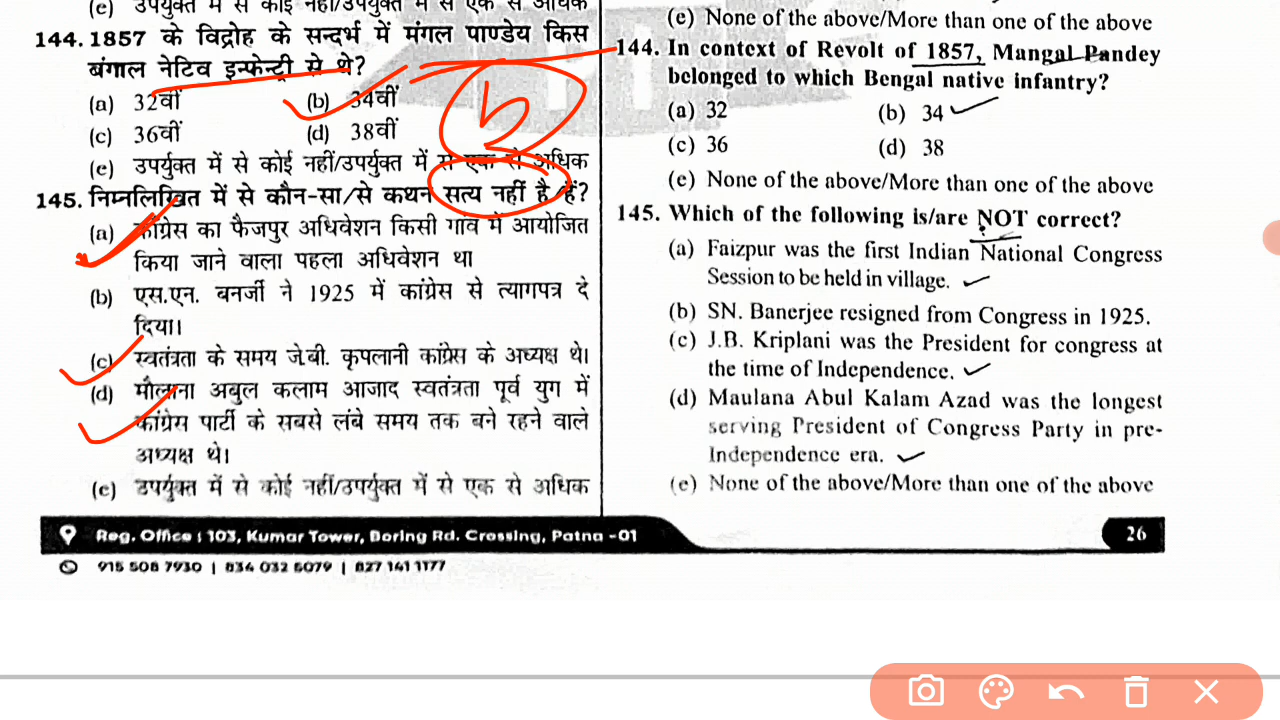 (e) उपर्युक्त में से कोई नहीं/उपर्युक्त में से एक से अधिक
144. 1857 के विद्रोह के सन्दर्भ में मंगल पाण्डेय किस
बंगाल नेटिव इन्फेन्ट्री से थे?
(a) 32वीं (b) 34वीं
(c) 36वीं (d) 38वीं
(e) उपर्युक्त में से कोई नहीं/उपर्युक्त में से एक से अधिक
b
145. निम्नलिखित में से कौन-सा/से कथन सत्य नहीं है/हैं?
(a) कांग्रेस का फैजपुर अधिवेशन किसी गांव में आयोजित
किया जाने वाला पहला अधिवेशन था
(b) एस.एन. बनर्जी ने 1925 में कांग्रेस से त्यागपत्र दे
दिया।
(c) स्वतंत्रता के समय जे.बी. कृपलानी कांग्रेस के अध्यक्ष थे।
(d) मौलाना अबुल कलाम आजाद स्वतंत्रता पूर्व युग में
कांग्रेस पार्टी के सबसे लंबे समय तक बने रहने वाले
अध्यक्ष थे।
(e) उपर्युक्त में से कोई नहीं/उपर्युक्त में से एक से अधिक
(e) None of the above/More than one of the above
144. In context of Revolt of 1857, Mangal Pandey
belonged to which Bengal native infantry?
(a) 32 (b) 34
(c) 36 (d) 38
(e) None of the above/More than one of the above
145. Which of the following is/are NOT correct?
(a) Faizpur was the first Indian National Congress
Session to be held in village.
(b) SN. Banerjee resigned from Congress in 1925.
(c) J.B. Kriplani was the President for congress at
the time of Independence.
(d) Maulana Abul Kalam Azad was the longest
serving President of Congress Party in pre-
Independence era.
(e) None of the above/More than one of the above
Reg. Office : 103, Kumar Tower, Boring Rd. Crossing, Patna -01
26
915 508 7930 | 834 032 5079 | 827 141 1177